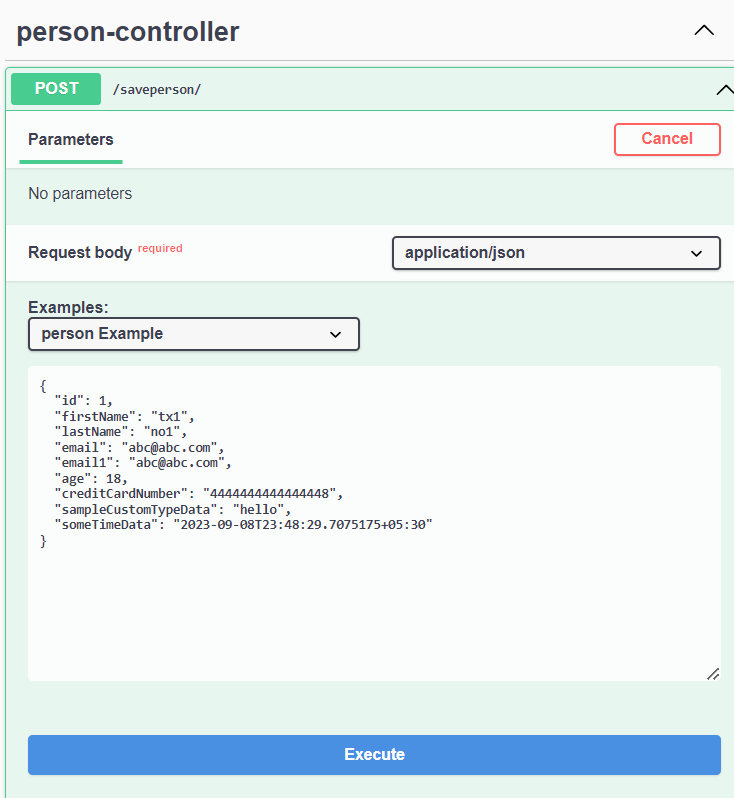 person-controller
POST /saveperson/
Parameters Cancel
No parameters
Request body required application/json
Examples:
person Example
{
  "id": 1,
  "firstName": "tx1",
  "lastName": "no1",
  "email": "abc@abc.com",
  "email1": "abc@abc.com",
  "age": 18,
  "creditCardNumber": "4444444444444448",
  "sampleCustomTypeData": "hello",
  "someTimeData": "2023-09-08T23:48:29.7075175+05:30"
}
Execute